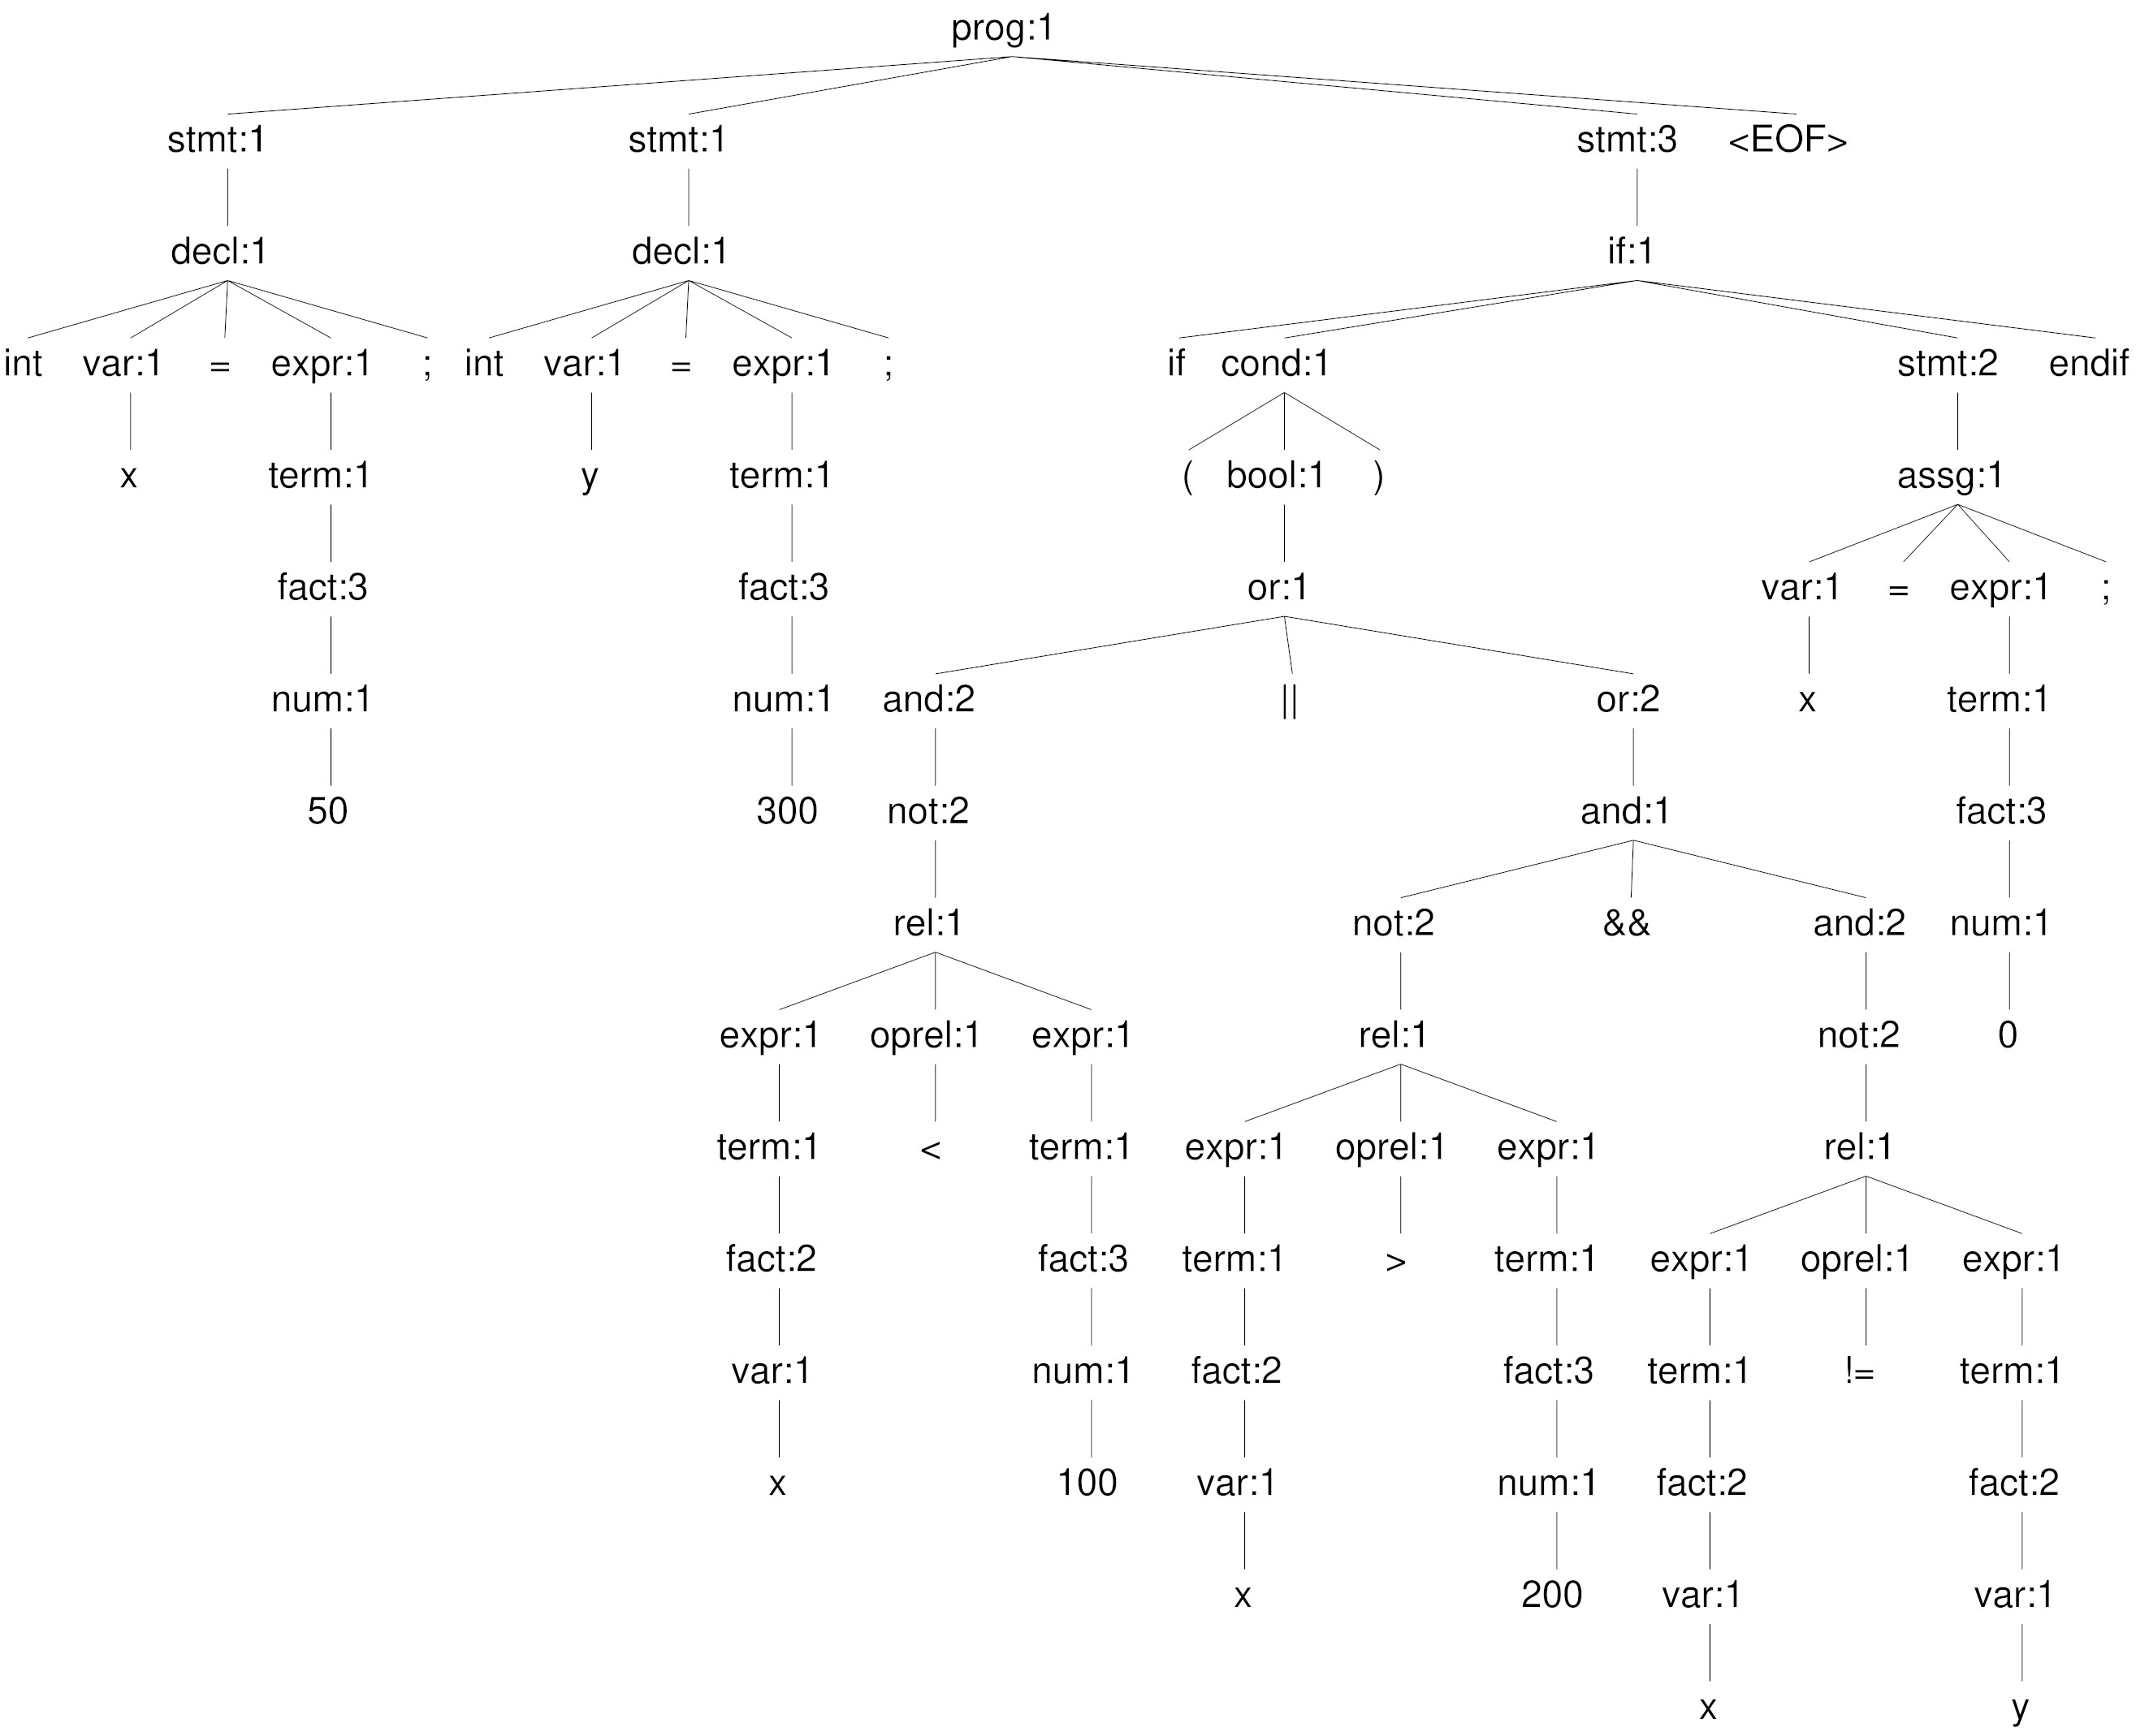 prog:1
stmt:1 stmt:1 stmt:3 <EOF>
decl:1 decl:1 if:1
int var:1 = expr:1 ; int var:1 = expr:1 ; if cond:1 stmt:2 endif
x term:1 y term:1 ( bool:1 ) assg:1
fact:3 fact:3 or:1 var:1 = expr:1 ;
num:1 num:1 and:2 || or:2 x term:1
50 300 not:2 and:1 fact:3
rel:1 not:2 && and:2 num:1
expr:1 oprel:1 expr:1 rel:1 not:2 0
term:1 < term:1 expr:1 oprel:1 expr:1 rel:1
fact:2 fact:3 term:1 > term:1 expr:1 oprel:1 expr:1
var:1 num:1 fact:2 fact:3 term:1 != term:1
x 100 var:1 num:1 fact:2 fact:2
x 200 var:1 var:1
x y